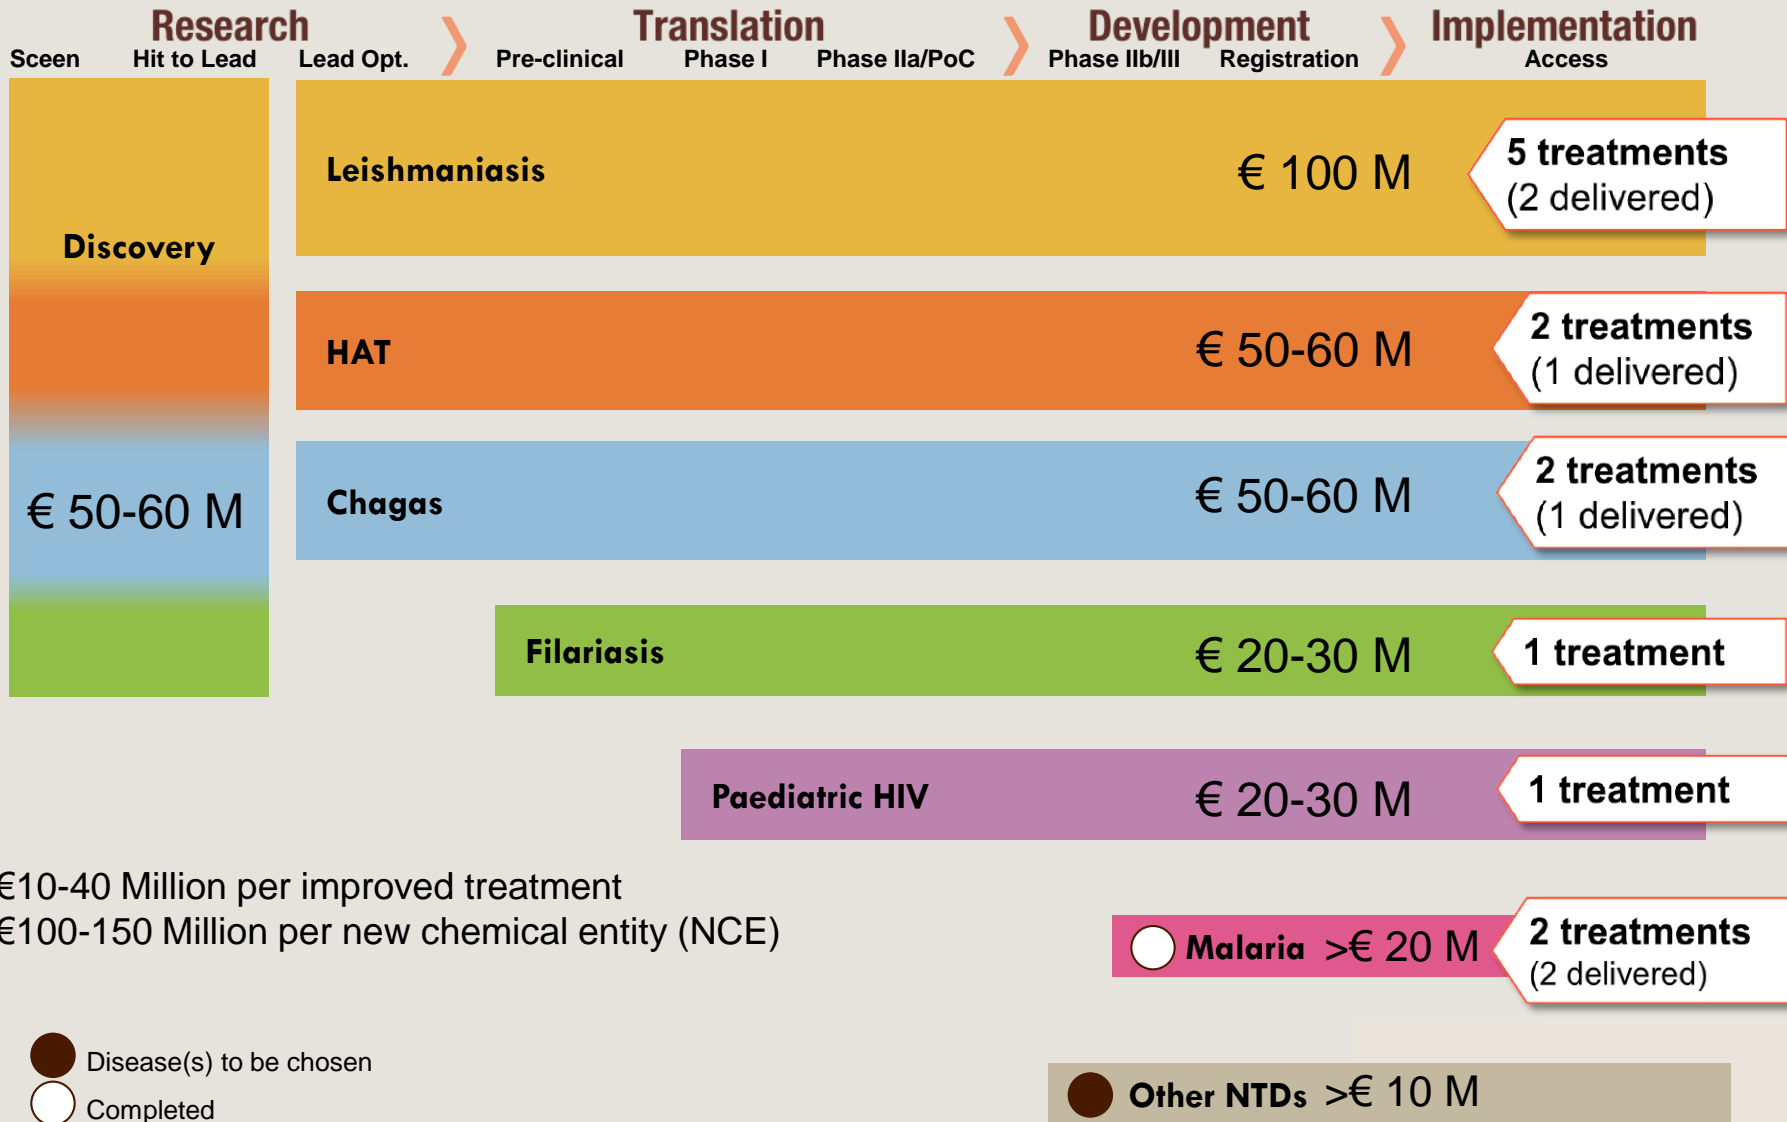 Research
Translation
Development
Implementation
Sceen
Hit to Lead
Lead Opt.
Pre-clinical
Phase I
Phase IIa/PoC
Phase IIb/III
Registration
Access
Discovery
€ 50-60 M
Leishmaniasis
€ 100 M
5 treatments
(2 delivered)
HAT
€ 50-60 M
2 treatments
(1 delivered)
Chagas
€ 50-60 M
2 treatments
(1 delivered)
Filariasis
€ 20-30 M
1 treatment
Paediatric HIV
€ 20-30 M
1 treatment
€10-40 Million per improved treatment
€100-150 Million per new chemical entity (NCE)
Malaria >€ 20 M
2 treatments
(2 delivered)
Disease(s) to be chosen
Completed
Other NTDs >€ 10 M